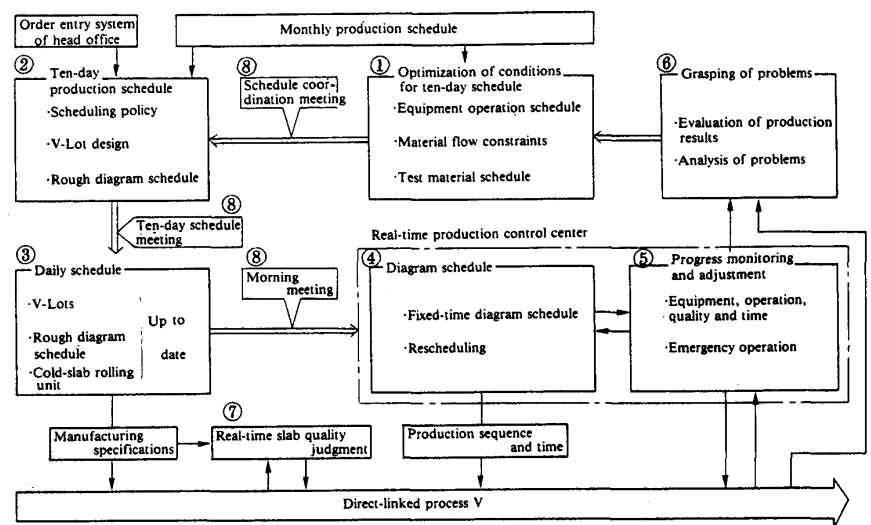 Order entry system
of head office
Monthly production schedule
②
Ten-day
production schedule
·Scheduling policy
·V-Lot design
·Rough diagram schedule
⑧
Schedule coor-
dination meeting
①
Optimization of conditions
for ten-day schedule
·Equipment operation schedule
·Material flow constraints
·Test material schedule
⑥
Grasping of problems
·Evaluation of production
results
·Analysis of problems
⑧
Ten-day schedule
meeting
Real-time production control center
③
Daily schedule
·V-Lots
·Rough diagram
schedule
·Cold-slab rolling
unit
Up to
date
⑧
Morning
meeting
④
Diagram schedule
·Fixed-time diagram schedule
·Rescheduling
⑤
Progress monitoring
and adjustment
·Equipment, operation,
quality and time
·Emergency operation
Manufacturing
specifications
⑦
Real-time slab quality
judgment
Production sequence
and time
Direct-linked process V